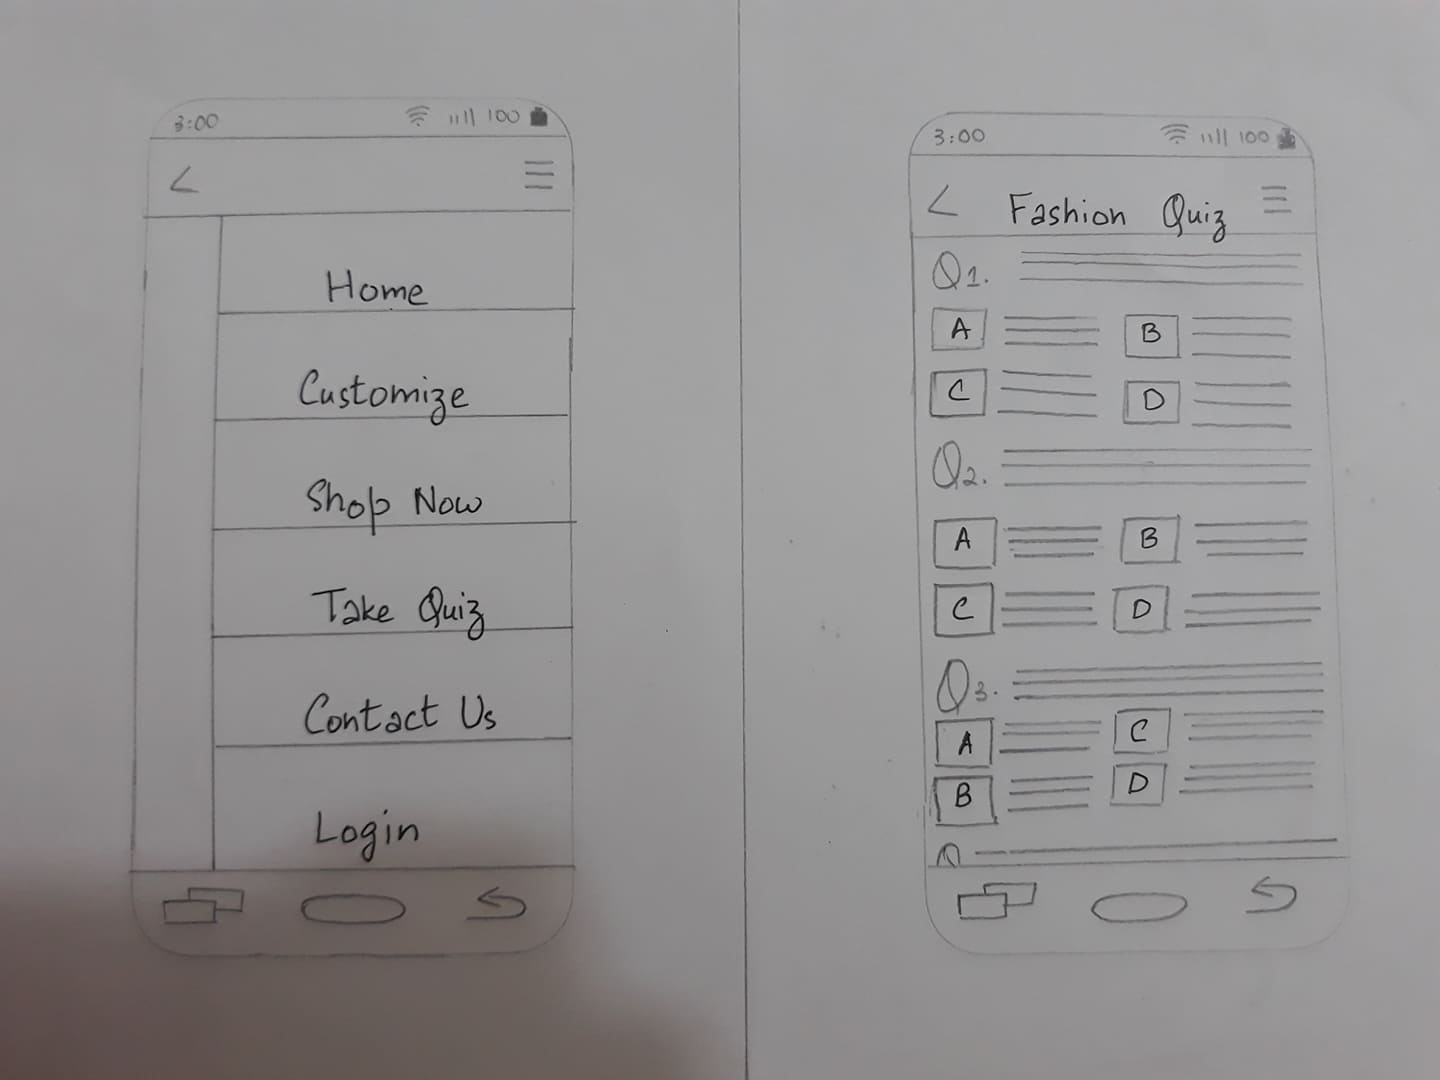 3:00 100
<
Home
Customize
Shop Now
Take Quiz
Contact Us
Login
3:00 100
< Fashion Quiz
Q1.
A B
C D
Q2.
A B
C D
Q3.
A C
B D
Q